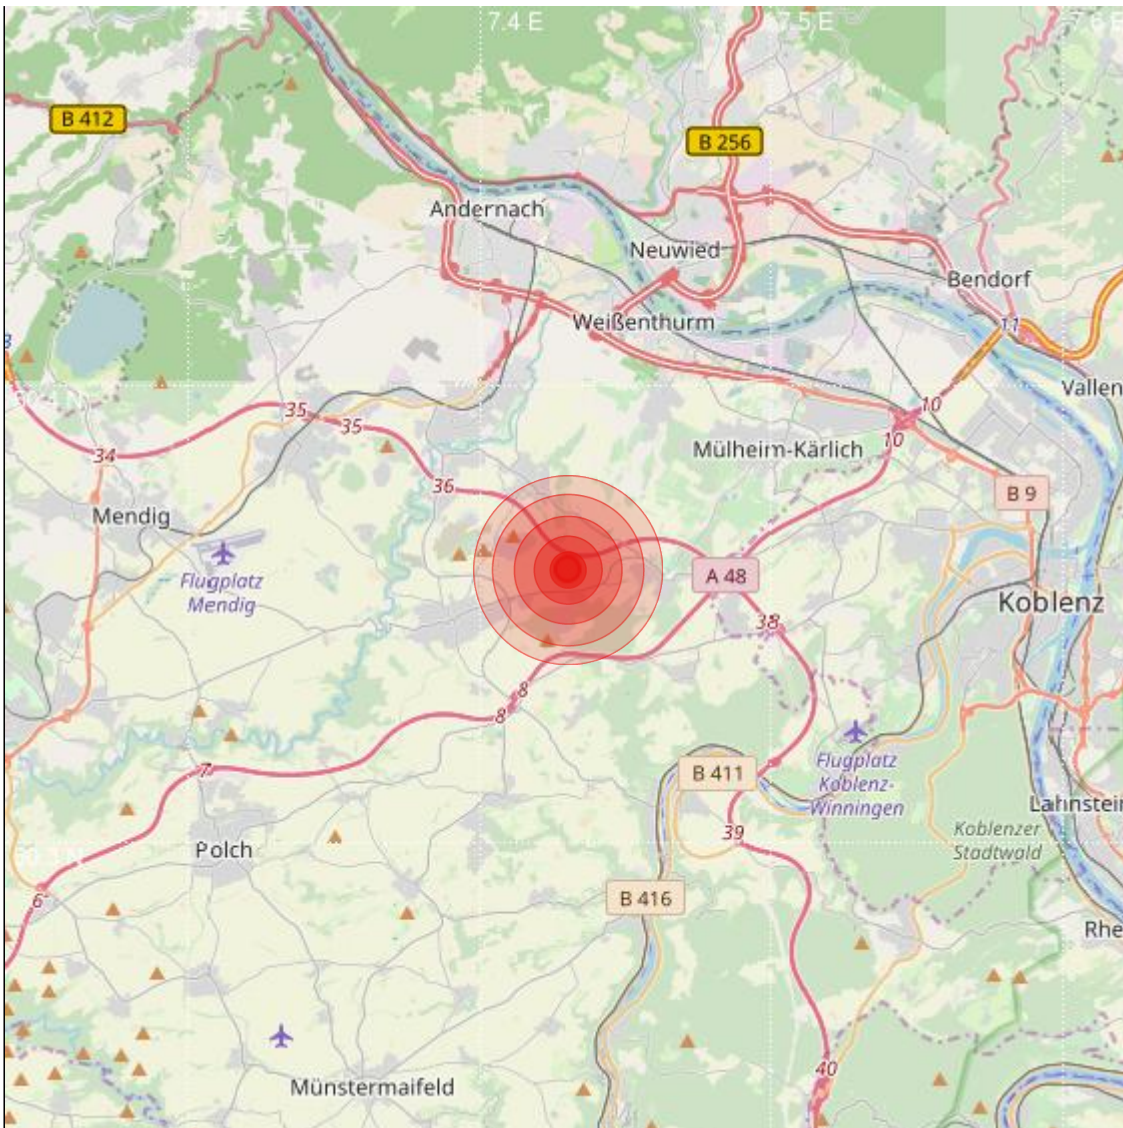 7.4 E
7.5 E
7.6 E
B 412
B 256
Andernach
Neuwied
Bendorf
Weißenthurm
11
Vallen
35
35
10
10
34
36
Mülheim-Kärlich
Mendig
B 9
Flugplatz
Mendig
A 48
Koblenz
38
8
8
7
B 411
Flugplatz
Koblenz-
Winningen
Lahnstein
39
Koblenzer
Stadtwald
Polch
6
B 416
Rhe
40
Münstermaifeld